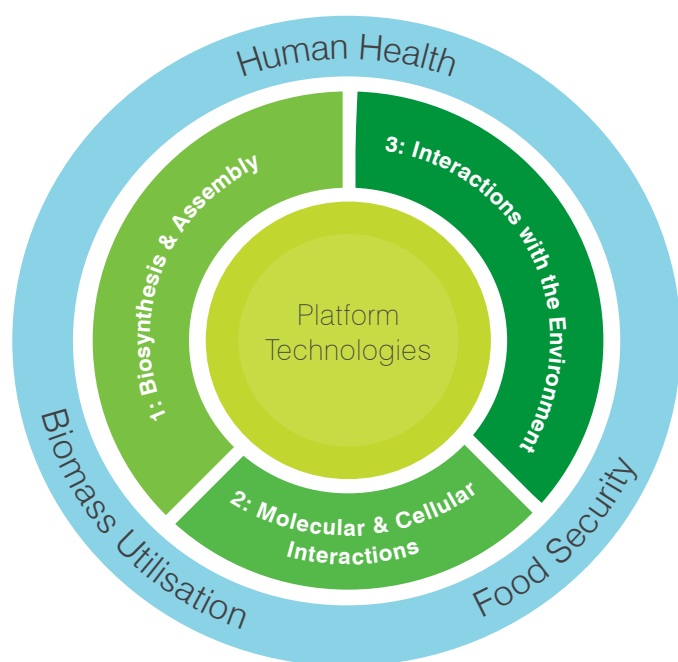 Human Health
1: Biosynthesis & Assembly
3: Interactions with the Environment
Platform
Technologies
2: Molecular & Cellular
Interactions
Biomass Utilisation
Food Security